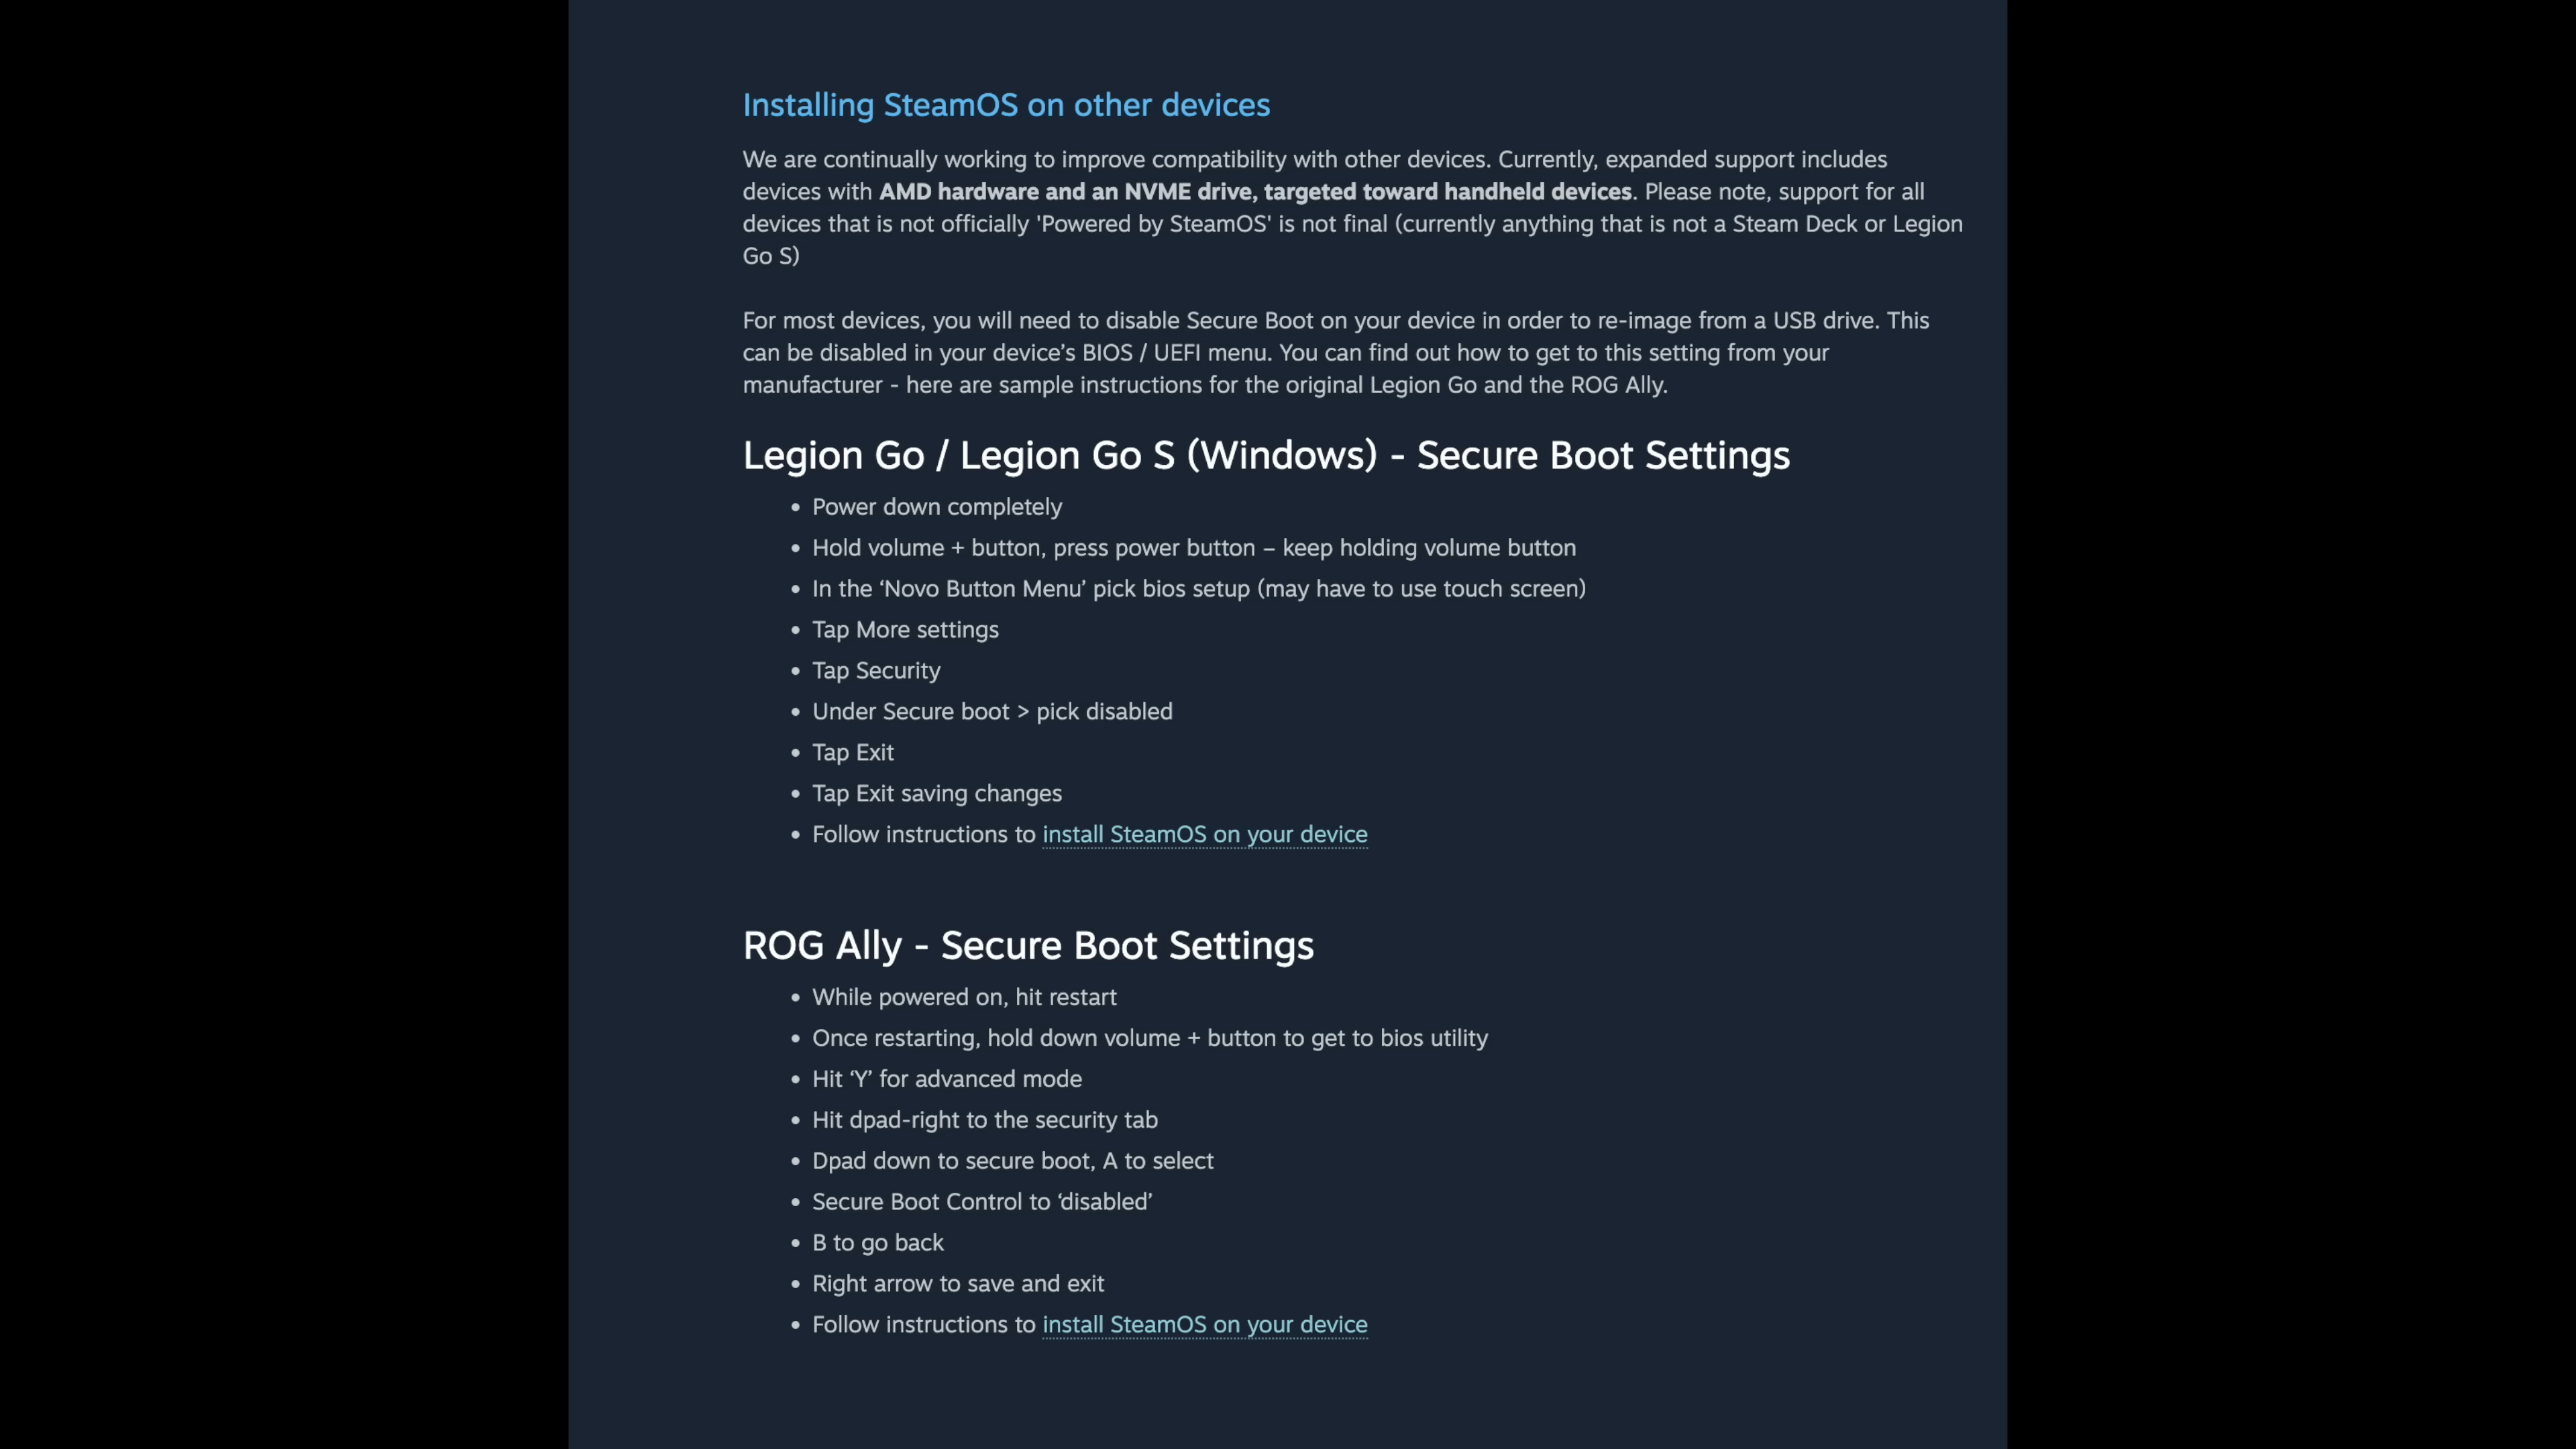 Installing SteamOS on other devices
We are continually working to improve compatibility with other devices. Currently, expanded support includes
devices with AMD hardware and an NVME drive, targeted toward handheld devices. Please note, support for all
devices that is not officially 'Powered by SteamOS' is not final (currently anything that is not a Steam Deck or Legion
Go S)
For most devices, you will need to disable Secure Boot on your device in order to re-image from a USB drive. This
can be disabled in your device’s BIOS / UEFI menu. You can find out how to get to this setting from your
manufacturer - here are sample instructions for the original Legion Go and the ROG Ally.
Legion Go / Legion Go S (Windows) - Secure Boot Settings
• Power down completely
• Hold volume + button, press power button – keep holding volume button
• In the ‘Novo Button Menu’ pick bios setup (may have to use touch screen)
• Tap More settings
• Tap Security
• Under Secure boot > pick disabled
• Tap Exit
• Tap Exit saving changes
• Follow instructions to install SteamOS on your device
ROG Ally - Secure Boot Settings
• While powered on, hit restart
• Once restarting, hold down volume + button to get to bios utility
• Hit ‘Y’ for advanced mode
• Hit dpad-right to the security tab
• Dpad down to secure boot, A to select
• Secure Boot Control to ‘disabled’
• B to go back
• Right arrow to save and exit
• Follow instructions to install SteamOS on your device